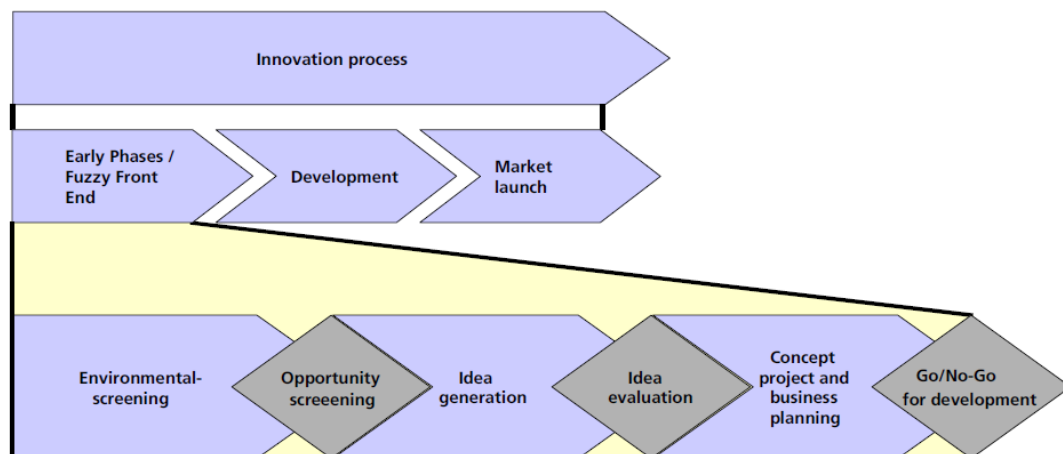 Innovation process
Early Phases /
Fuzzy Front
End
Development
Market
launch
Environmental-
screening
Opportunity
screeening
Idea
generation
Idea
evaluation
Concept
project and
business
planning
Go/No-Go
for development